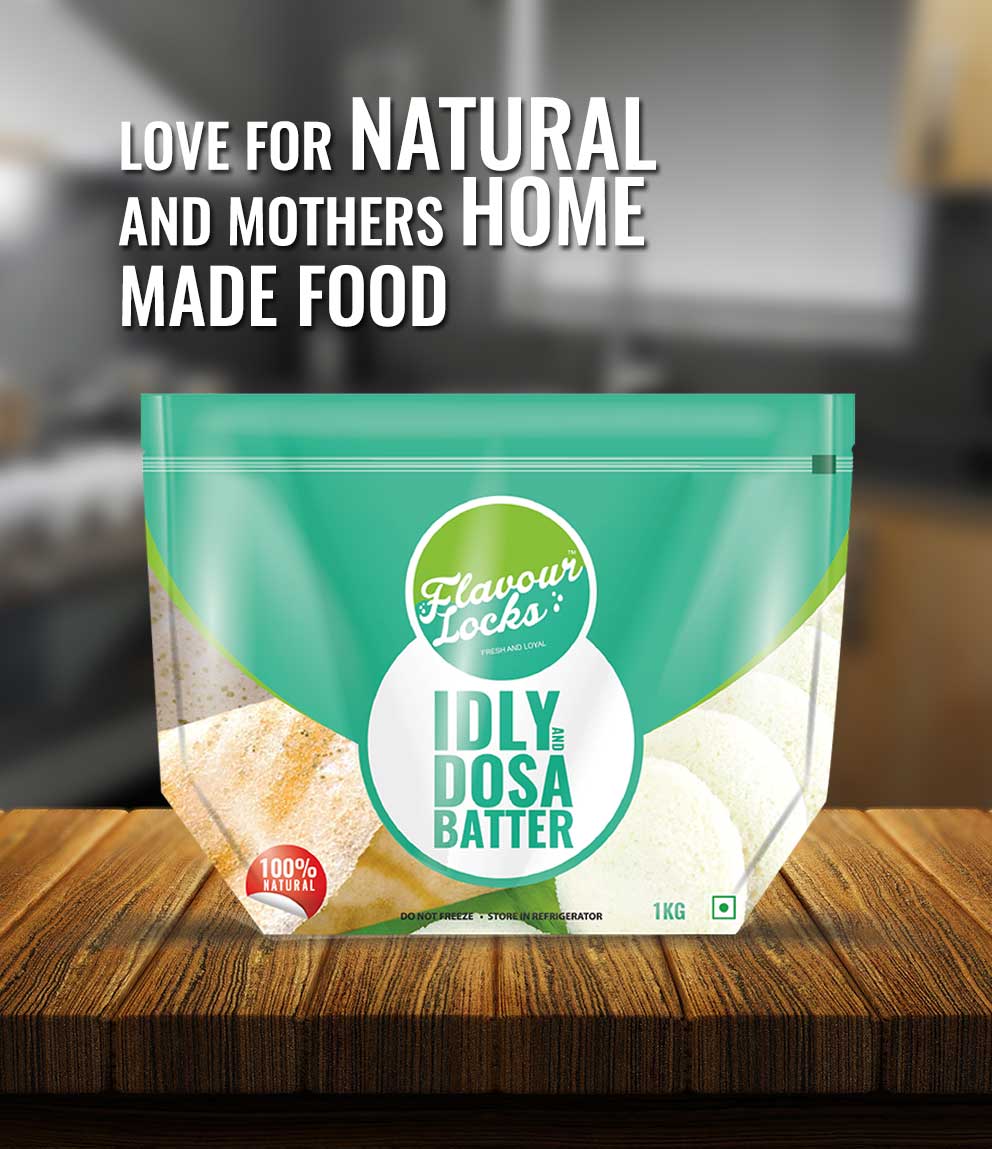 LOVE FOR NATURAL
AND MOTHERS HOME
MADE FOOD
Flavour™
Locks
FRESH AND LOYAL
IDLY AND
DOSA
BATTER
100%
NATURAL
DO NOT FREEZE • STORE IN REFRIGERATOR
1KG